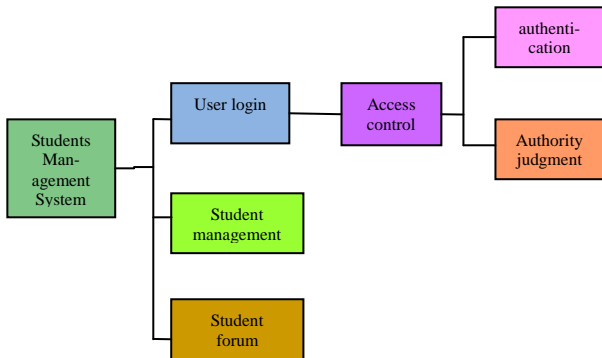 Students
Man-
agement
System
User login
Access
control
authenti-
cation
Authority
judgment
Student
management
Student
forum